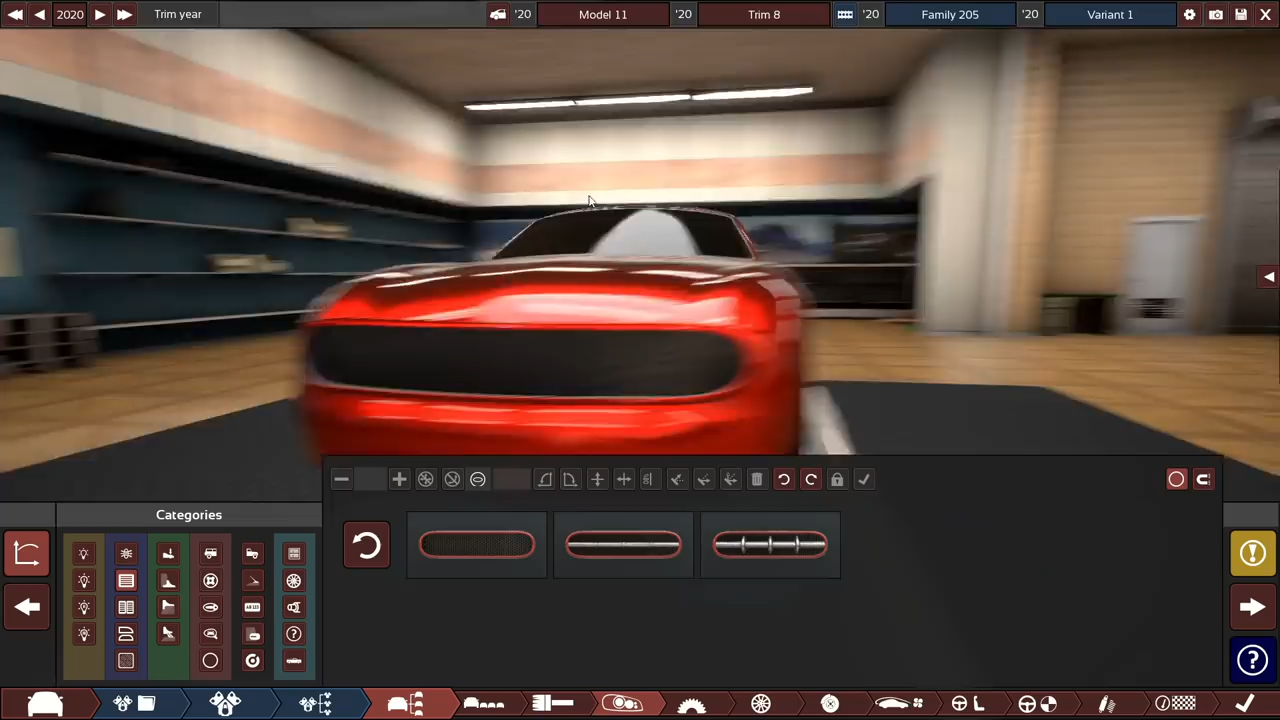 2020
Trim year
'20
Model 11
'20
Trim 8
'20
Family 205
'20
Variant 1
Categories